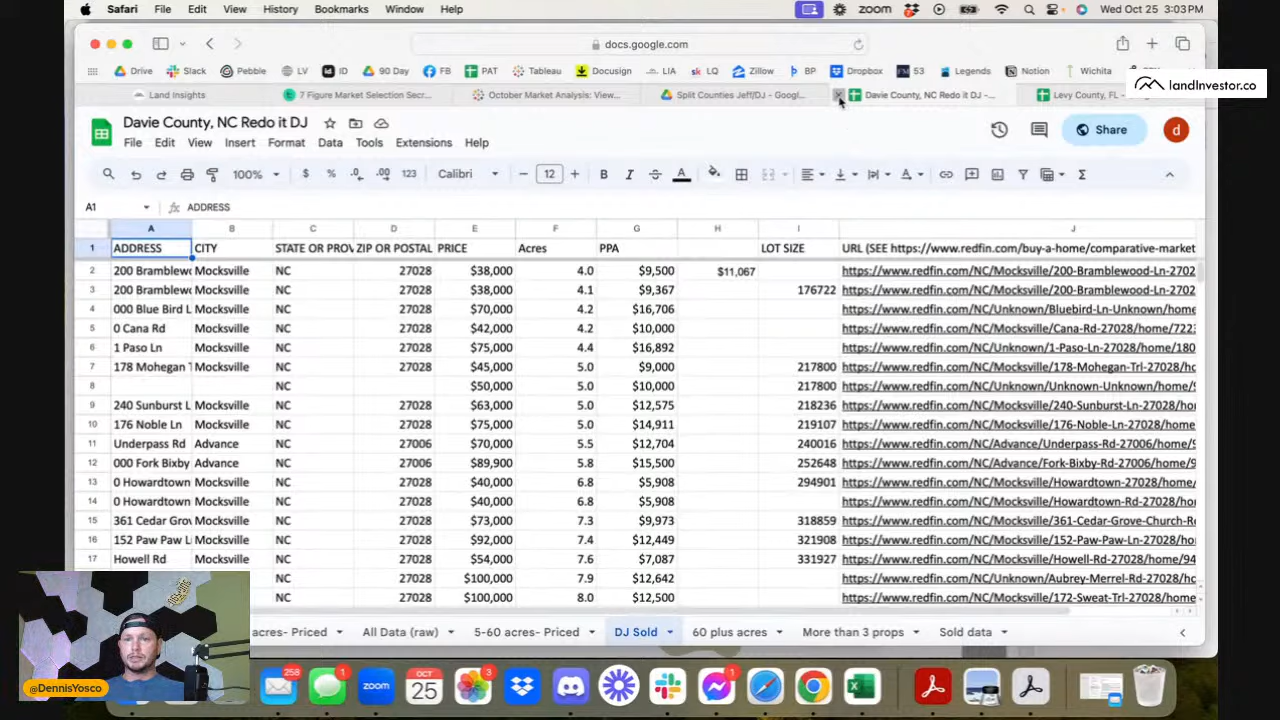 Safari File Edit View History Bookmarks Window Help zoom Wed Oct 25 3:03 PM
docs.google.com
Drive Slack Pebble LV ID 90 Day FB PAT Tableau Docusign LIA LQ Zillow BP Dropbox 53 Legends Notion Wichita
landInvestor.co
Land Insights 7 Figure Market Selection Secr... October Market Analysis: View... Split Counties Jeff/DJ - Googl... Davie County, NC Redo it DJ -... Levy County, FL -
Davie County, NC Redo it DJ
File Edit View Insert Format Data Tools Extensions Help
Share d
100% $ % .0 .00 123 Calibri 12 B I A
A1 fx ADDRESS
A B C D E F G H I J
1 ADDRESS CITY STATE OR PROV ZIP OR POSTAL PRICE Acres PPA LOT SIZE URL (SEE https://www.redfin.com/buy-a-home/comparative-market
2 200 Bramblewo Mocksville NC 27028 $38,000 4.0 $9,500 $11,067 https://www.redfin.com/NC/Mocksville/200-Bramblewood-Ln-2702
3 200 Bramblewo Mocksville NC 27028 $38,000 4.1 $9,367 176722 https://www.redfin.com/NC/Mocksville/200-Bramblewood-Ln-2702
4 000 Blue Bird L Mocksville NC 27028 $70,000 4.2 $16,706 https://www.redfin.com/NC/Unknown/Bluebird-Ln-Unknown/home
5 0 Cana Rd Mocksville NC 27028 $42,000 4.2 $10,000 https://www.redfin.com/NC/Mocksville/Cana-Rd-27028/home/722
6 1 Paso Ln Mocksville NC 27028 $75,000 4.4 $16,892 https://www.redfin.com/NC/Unknown/1-Paso-Ln-27028/home/180
7 178 Mohegan T Mocksville NC 27028 $45,000 5.0 $9,000 217800 https://www.redfin.com/NC/Mocksville/178-Mohegan-Trl-27028/ho
8 NC $50,000 5.0 $10,000 217800 https://www.redfin.com/NC/Unknown/Unknown-Unknown/home/9
9 240 Sunburst L Mocksville NC 27028 $63,000 5.0 $12,575 218236 https://www.redfin.com/NC/Mocksville/240-Sunburst-Ln-27028/ho
10 176 Noble Ln Mocksville NC 27028 $75,000 5.0 $14,911 219107 https://www.redfin.com/NC/Mocksville/176-Noble-Ln-27028/home/
11 Underpass Rd Advance NC 27006 $70,000 5.5 $12,704 240016 https://www.redfin.com/NC/Advance/Underpass-Rd-27006/home/9
12 000 Fork Bixby Advance NC 27006 $89,900 5.8 $15,500 252648 https://www.redfin.com/NC/Advance/Fork-Bixby-Rd-27006/home/9
13 0 Howardtown Mocksville NC 27028 $40,000 6.8 $5,908 294901 https://www.redfin.com/NC/Mocksville/Howardtown-Rd-27028/ho
14 0 Howardtown Mocksville NC 27028 $40,000 6.8 $5,908 https://www.redfin.com/NC/Mocksville/Howardtown-Rd-27028/ho
15 361 Cedar Grov Mocksville NC 27028 $73,000 7.3 $9,973 318859 https://www.redfin.com/NC/Mocksville/361-Cedar-Grove-Church-R
16 152 Paw Paw L Mocksville NC 27028 $92,000 7.4 $12,449 321908 https://www.redfin.com/NC/Mocksville/152-Paw-Paw-Ln-27028/ho
17 Howell Rd Mocksville NC 27028 $54,000 7.6 $7,087 331927 https://www.redfin.com/NC/Mocksville/Howell-Rd-27028/home/94
NC 27028 $100,000 7.9 $12,642 https://www.redfin.com/NC/Unknown/Aubrey-Merrel-Rd-27028/ho
NC 27028 $100,000 8.0 $12,500 https://www.redfin.com/NC/Mocksville/172-Sweat-Trl-27028/home
acres- Priced All Data (raw) 5-60 acres- Priced DJ Sold 60 plus acres More than 3 props Sold data
258 1 zoom OCT 25 3 1
@DennisYosco